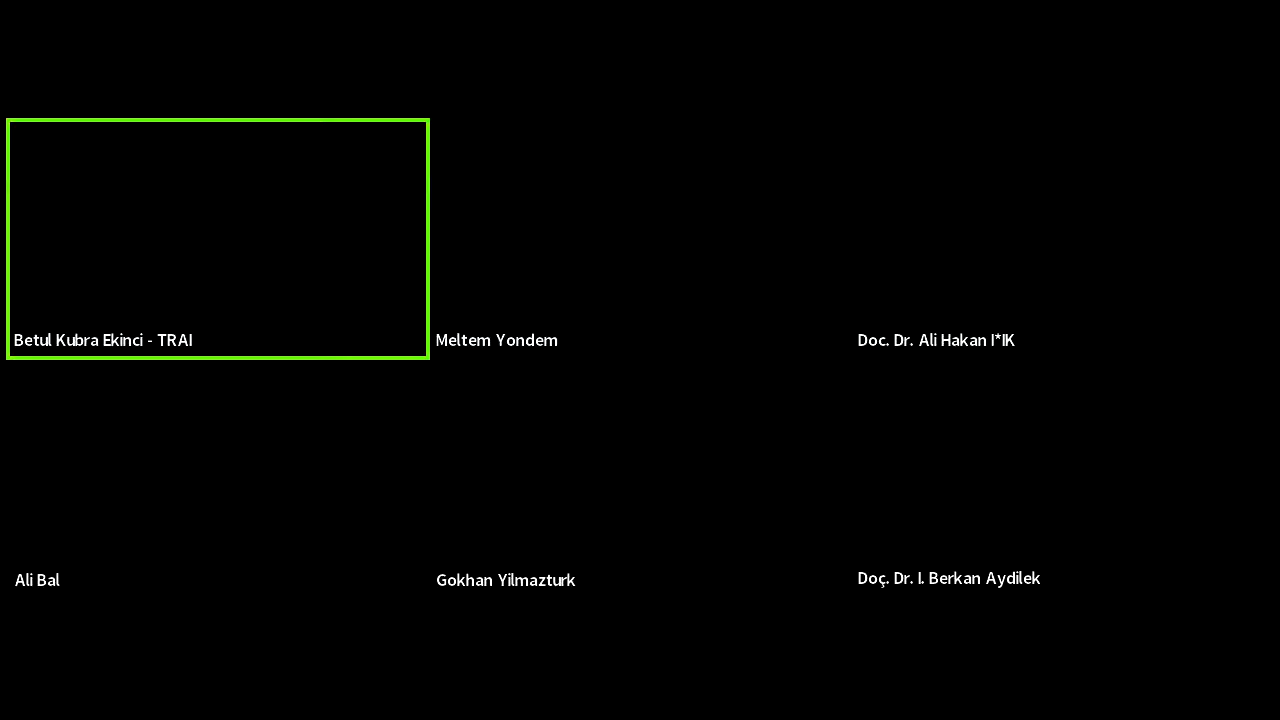 Betul Kubra Ekinci - TRAI
Meltem Yondem
Doc. Dr. Ali Hakan I*IK
Ali Bal
Gokhan Yilmazturk
Doç. Dr. I. Berkan Aydilek